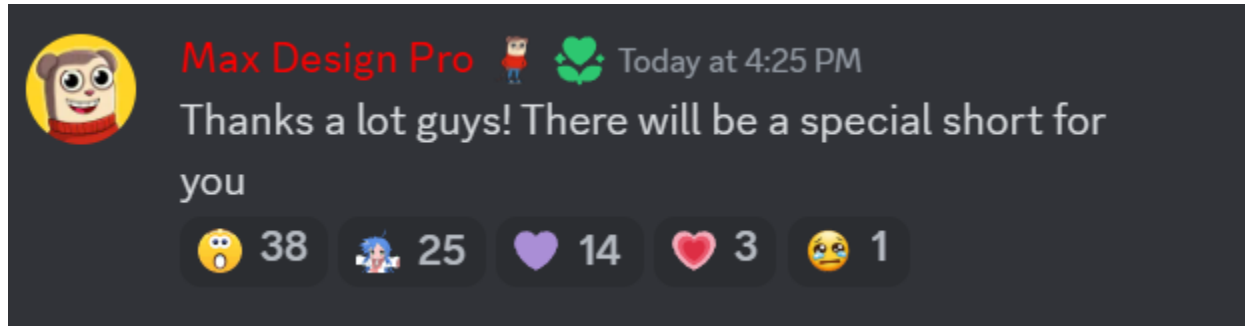 Max Design Pro Today at 4:25 PM
Thanks a lot guys! There will be a special short for
you
38 25 14 3 1